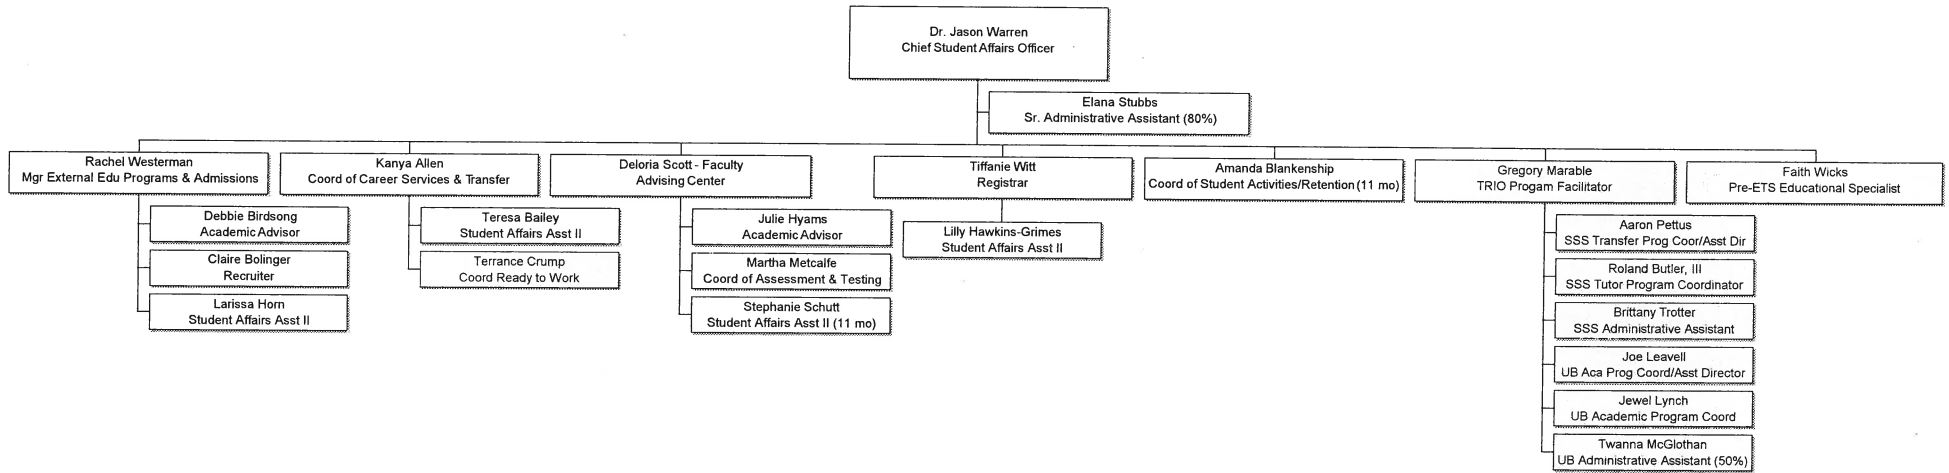 Dr. Jason Warren
Chief Student Affairs Officer
Elana Stubbs
Sr. Administrative Assistant (80%)
Rachel Westerman
Mgr External Edu Programs & Admissions
Debbie Birdsong
Academic Advisor
Claire Bolinger
Recruiter
Larissa Horn
Student Affairs Asst II
Kanya Allen
Coord of Career Services & Transfer
Teresa Bailey
Student Affairs Asst II
Terrance Crump
Coord Ready to Work
Deloria Scott - Faculty
Advising Center
Julie Hyams
Academic Advisor
Martha Metcalfe
Coord of Assessment & Testing
Stephanie Schutt
Student Affairs Asst II (11 mo)
Tiffanie Witt
Registrar
Lilly Hawkins-Grimes
Student Affairs Asst II
Amanda Blankenship
Coord of Student Activities/Retention (11 mo)
Gregory Marable
TRIO Progam Facilitator
Aaron Pettus
SSS Transfer Prog Coor/Asst Dir
Roland Butler, III
SSS Tutor Program Coordinator
Brittany Trotter
SSS Administrative Assistant
Joe Leavell
UB Aca Prog Coord/Asst Director
Jewel Lynch
UB Academic Program Coord
Twanna McGlothan
UB Administrative Assistant (50%)
Faith Wicks
Pre-ETS Educational Specialist